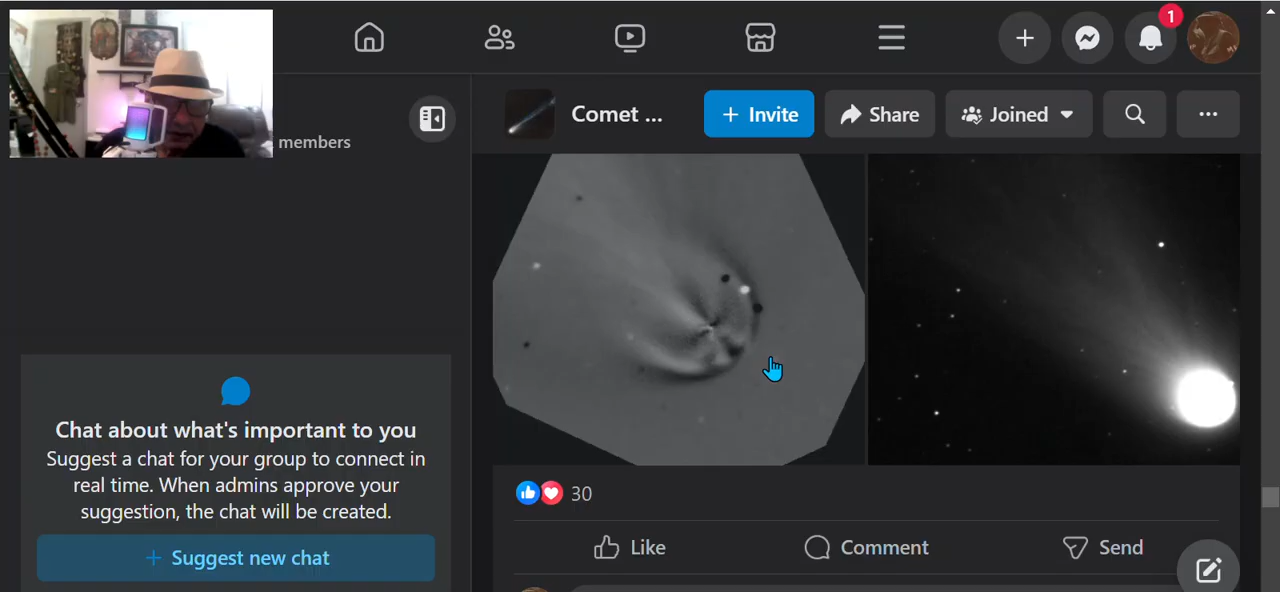 1
Comet ...
Invite
Share
Joined
...
members
30
Like
Comment
Send
Chat about what's important to you
Suggest a chat for your group to connect in
real time. When admins approve your
suggestion, the chat will be created.
Suggest new chat